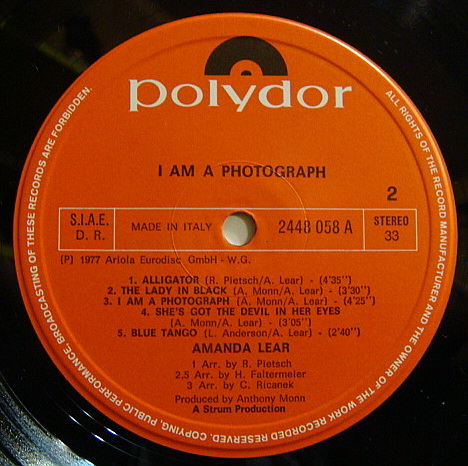 polydor
I AM A PHOTOGRAPH
2
S.I.A.E.
D. R.
MADE IN ITALY
2448 058 A
STEREO
33
(P) 1977 Ariola Eurodisc GmbH - W.G.
1. ALLIGATOR (R. Pietsch/A. Lear) - (4'35")
2. THE LADY IN BLACK (A. Monn/A. Lear) - (3'30")
3. I AM A PHOTOGRAPH (A. Monn/A. Lear) - (4'25")
4. SHE'S GOT THE DEVIL IN HER EYES
(A. Monn/A. Lear) - (3'05")
5. BLUE TANGO (L. Anderson/A. Lear) - (2'40")
AMANDA LEAR
1 Arr. by R. Pietsch
2.5 Arr. by H. Faltermeier
3 Arr. by C. Ricanek
Produced by Anthony Monn
A Strum Production
ALL RIGHTS OF THE RECORD MANUFACTURER AND THE OWNER OF THE WORK RECORDED RESERVED. COPYING, PUBLIC PERFORMANCE, BROADCASTING OF THESE RECORDS ARE FORBIDDEN.